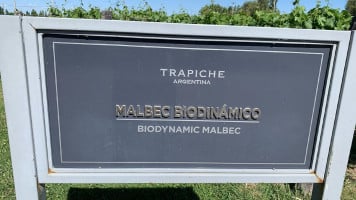 TRAPICHE
ARGENTINA
MALBEC BIODINÁMICO
BIODYNAMIC MALBEC